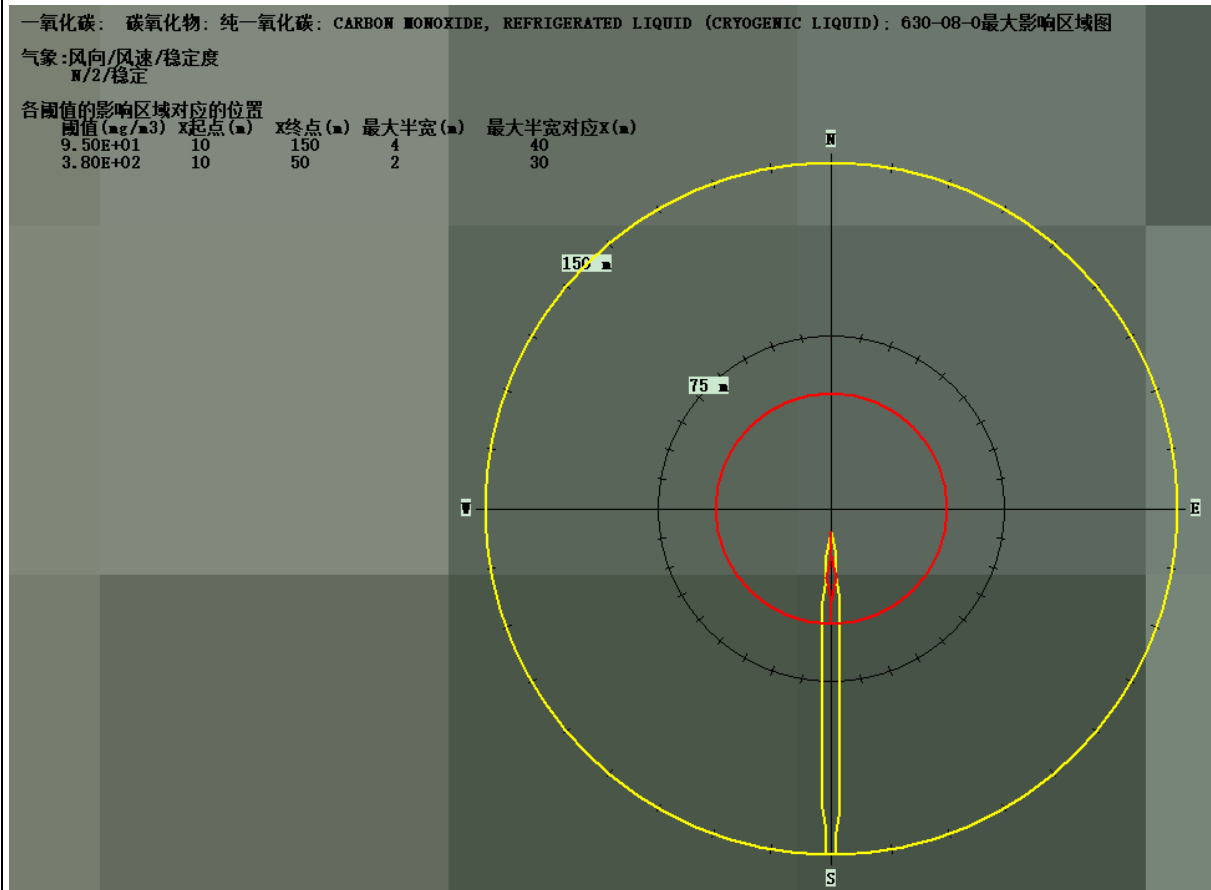 一氧化碳： 碳氧化物：纯一氧化碳：CARBON MONOXIDE, REFRIGERATED LIQUID (CRYOGENIC LIQUID)：630-08-0最大影响区域图
气象：风向/风速/稳定度
N/2/稳定
各阈值的影响区域对应的位置
阈值(mg/m3) X起点(m) X终点(m) 最大半宽(m) 最大半宽对应X(m)
9.50E+01 10 150 4 40
3.80E+02 10 50 2 30
N
150 m
75 m
W
E
S